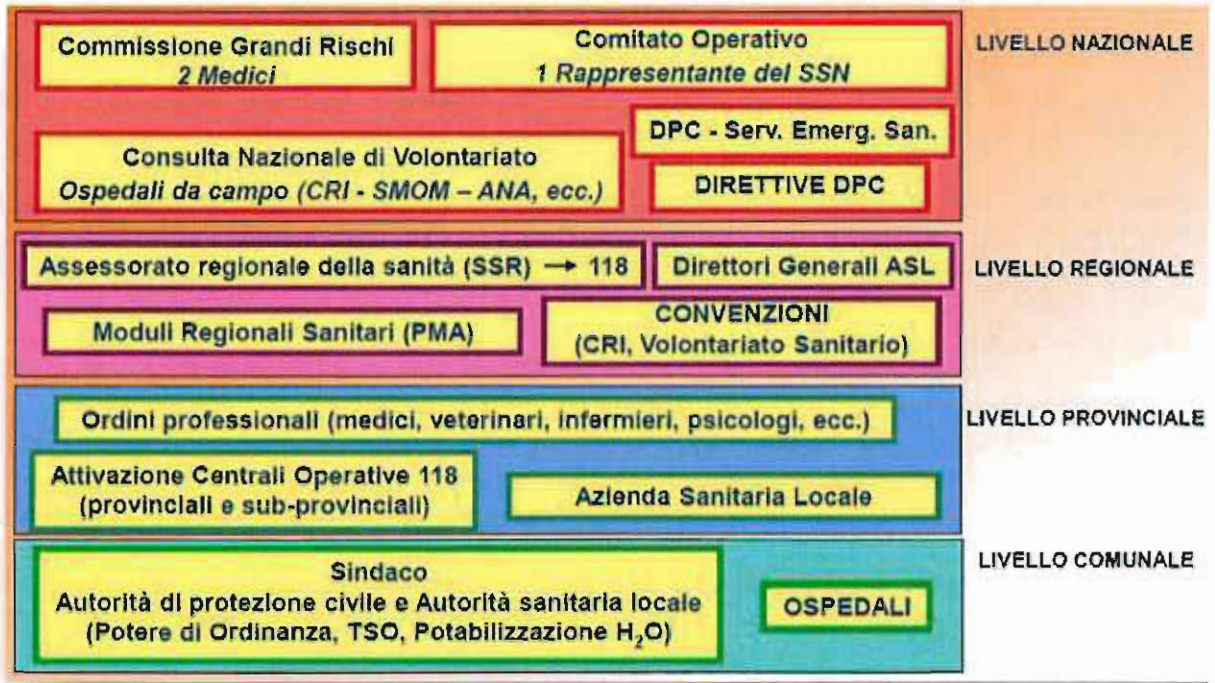 Commissione Grandi Rischi
2 Medici
Comitato Operativo
1 Rappresentante del SSN
LIVELLO NAZIONALE
DPC - Serv. Emerg. San.
Consulta Nazionale di Volontariato
Ospedali da campo (CRI - SMOM – ANA, ecc.)
DIRETTIVE DPC
Assessorato regionale della sanità (SSR) → 118
Direttori Generali ASL
LIVELLO REGIONALE
Moduli Regionali Sanitari (PMA)
CONVENZIONI
(CRI, Volontariato Sanitario)
Ordini professionali (medici, veterinari, infermieri, psicologi, ecc.)
LIVELLO PROVINCIALE
Attivazione Centrali Operative 118
(provinciali e sub-provinciali)
Azienda Sanitaria Locale
LIVELLO COMUNALE
Sindaco
Autorità di protezione civile e Autorità sanitaria locale
(Potere di Ordinanza, TSO, Potabilizzazione H₂O)
OSPEDALI